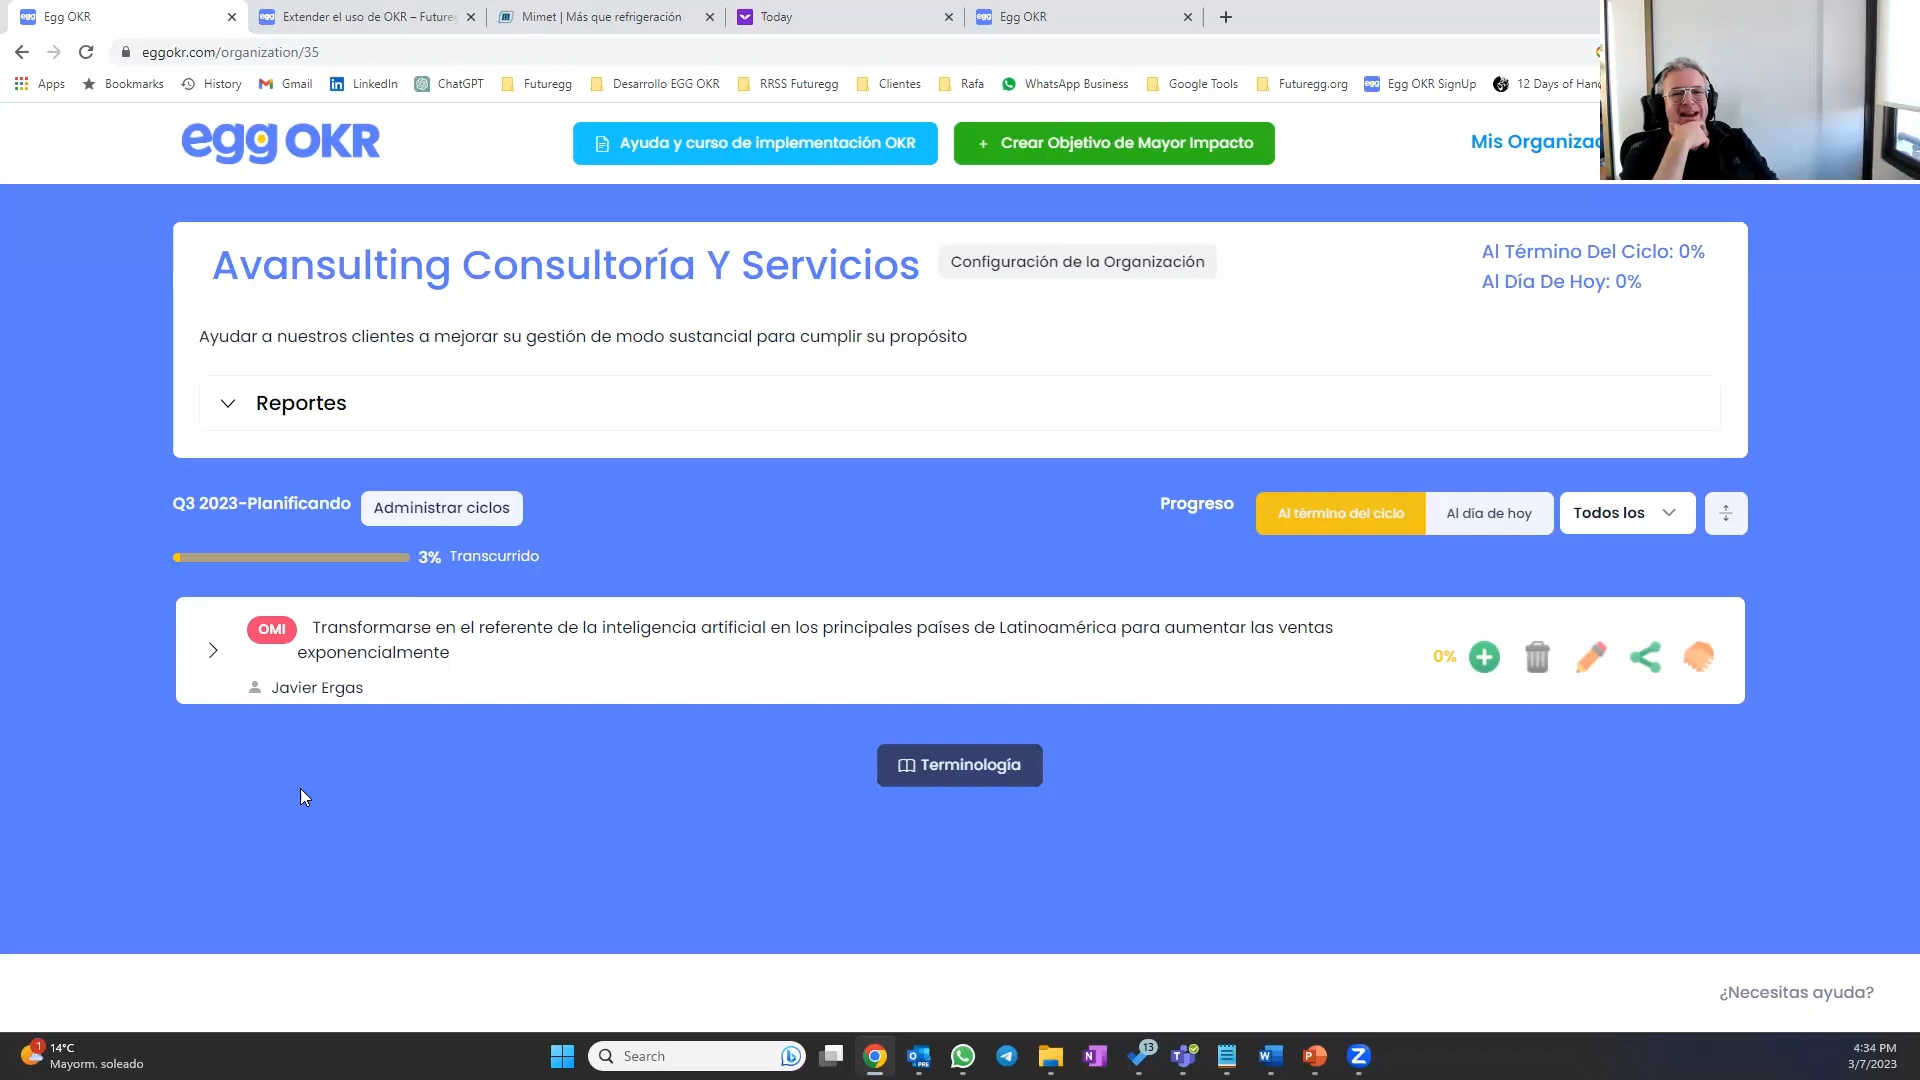 Egg OKR
Extender el uso de OKR – Future
Mimet | Más que refrigeración
Today
Egg OKR
eggokr.com/organization/35
Apps
Bookmarks
History
Gmail
LinkedIn
ChatGPT
Futuregg
Desarrollo EGG OKR
RRSS Futuregg
Clientes
Rafa
WhatsApp Business
Google Tools
Futuregg.org
Egg OKR SignUp
12 Days of Hand
egg OKR
Ayuda y curso de implementación OKR
+ Crear Objetivo de Mayor Impacto
Mis Organizac
Avansulting Consultoría Y Servicios
Configuración de la Organización
Al Término Del Ciclo: 0%
Al Día De Hoy: 0%
Ayudar a nuestros clientes a mejorar su gestión de modo sustancial para cumplir su propósito
Reportes
Q3 2023-Planificando
Administrar ciclos
Progreso
Al término del ciclo
Al día de hoy
Todos los
3% Transcurrido
OMI Transformarse en el referente de la inteligencia artificial en los principales países de Latinoamérica para aumentar las ventas
exponencialmente
0%
Javier Ergas
Terminología
¿Necesitas ayuda?
1
14°C
Mayorm. soleado
Search
13
4:34 PM
3/7/2023